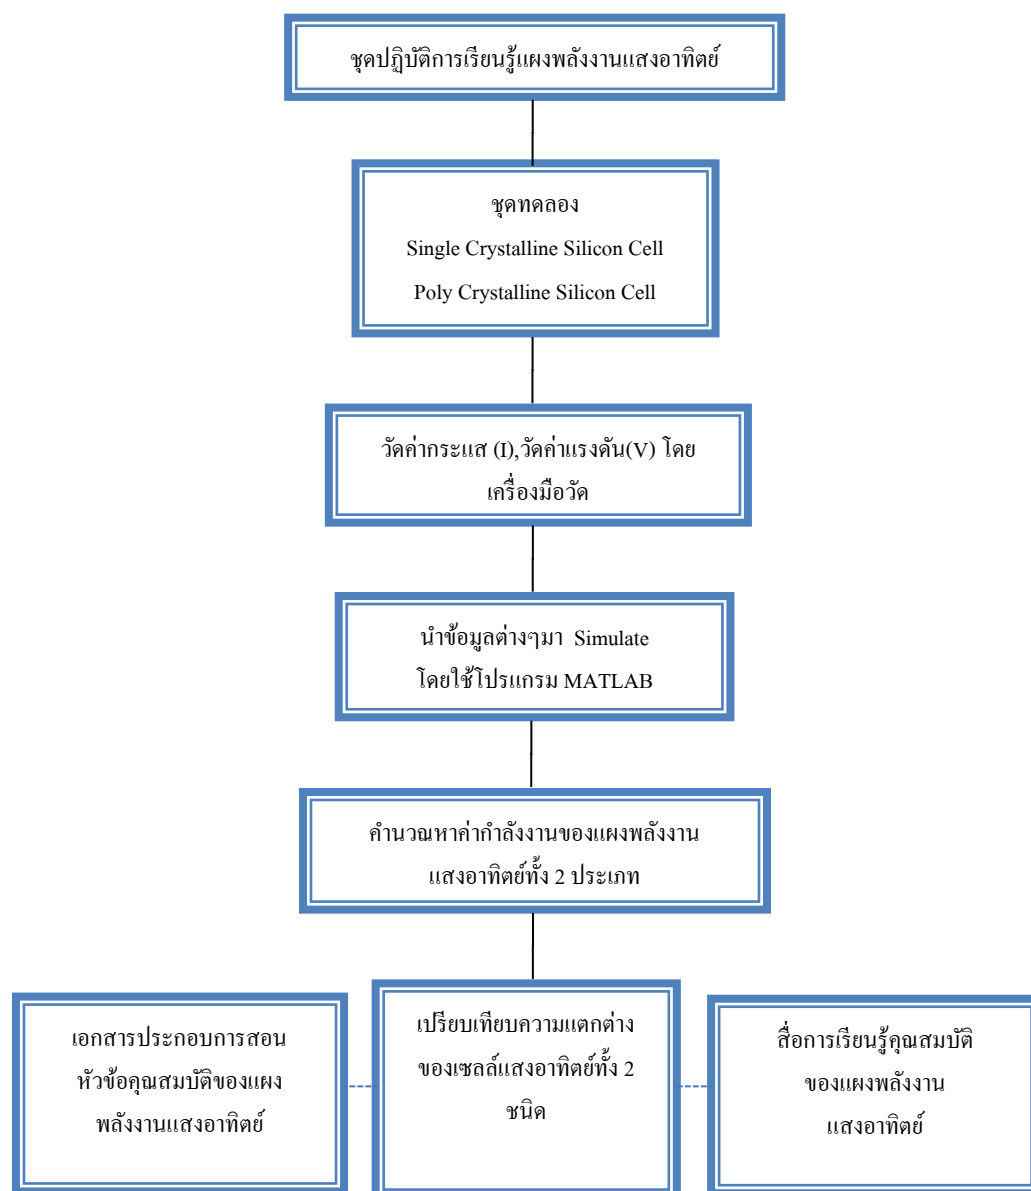 ชุดปฏิบัติการเรียนรู้แผงพลังงานแสงอาทิตย์
ชุดทดลอง
Single Crystalline Silicon Cell
Poly Crystalline Silicon Cell
วัดค่ากระแส (I),วัดค่าแรงดัน(V) โดย
เครื่องมือวัด
นำข้อมูลต่างๆมา Simulate
โดยใช้โปรแกรม MATLAB
คำนวณหาค่ากำลังงานของแผงพลังงาน
แสงอาทิตย์ทั้ง 2 ประเภท
เอกสารประกอบการสอน
หัวข้อคุณสมบัติของแผง
พลังงานแสงอาทิตย์
เปรียบเทียบความแตกต่าง
ของเซลล์แสงอาทิตย์ทั้ง 2
ชนิด
สื่อการเรียนรู้คุณสมบัติ
ของแผงพลังงาน
แสงอาทิตย์